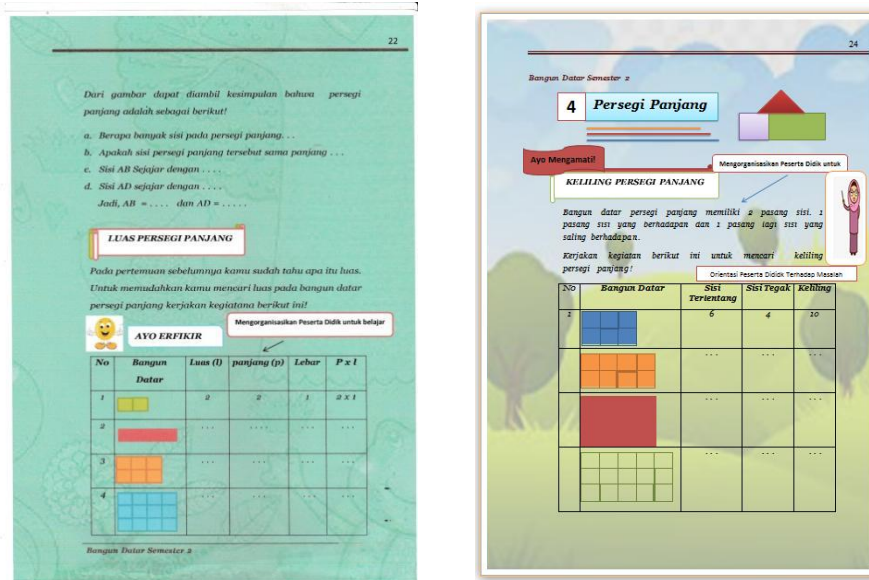 22
Dari gambar dapat diambil kesimpulan bahwa persegi
panjang adalah sebagai berikut!
a. Berapa banyak sisi pada persegi panjang. . .
b. Apakah sisi persegi panjang tersebut sama panjang . . .
c. Sisi AB Sejajar dengan . . . .
d. Sisi AD sejajar dengan . . . .
Jadi, AB = . . . . dan AD = . . . . .
LUAS PERSEGI PANJANG
Pada pertemuan sebelumnya kamu sudah tahu apa itu luas.
Untuk memudahkan kamu mencari luas pada bangun datar
persegi panjang kerjakan kegiatana berikut ini!
Mengorganisasikan Peserta Didik untuk belajar
AYO ERFIKIR
No Bangun Datar Luas (l) panjang (p) Lebar P x l
1 2 2 1 2 X 1
2 . . . . . . . . . . . . .
3 . . . . . . . . . . . . .
4 . . . . . . . . . . . .
Bangun Datar Semester 2
24
Bangun Datar Semester 2
4 Persegi Panjang
Ayo Mengamati!
Mengorganisasikan Peserta Didik untuk
KELILING PERSEGI PANJANG
Bangun datar persegi panjang memiliki 2 pasang sisi. 1
pasang sisi yang berhadapan dan 1 pasang lagi sisi yang
saling berhadapan.
Kerjakan kegiatan berikut ini untuk mencari keliling
persegi panjang!
Orientasi Peserta Didik Terhadap Masalah
No Bangun Datar Sisi Terlentang Sisi Tegak Keliling
1 6 4 10
. . . . . . . . .
. . . . . . . . .
. . . . . . . . .